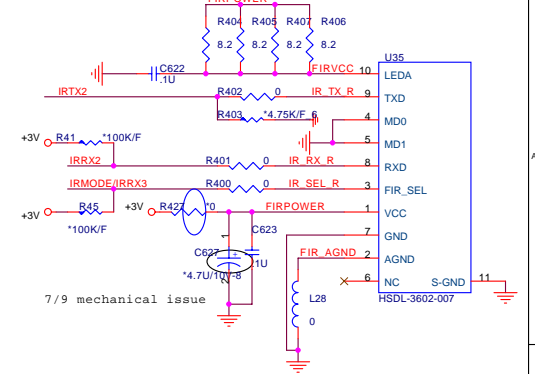 FIRPOWER
R404 R405 R407 R406
8.2 8.2 8.2 8.2
U35
C622
.1U
FIRVCC 10 LEDA
IRTX2 R402 0 IR_TX_R 9 TXD
R403 *4.75K/F_6 4 MD0
+3V R41 *100K/F 5 MD1
IRRX2 R401 0 IR_RX_R 8 RXD
IRMODE/IRRX3 R400 0 IR_SEL_R 3 FIR_SEL
+3V R45 +3V R427 *0 FIRPOWER 1 VCC
*100K/F
C623
7 GND
1
C627 + .1U
FIR_AGND 2 AGND
*4.7U/10V-8
2
6 NC S-GND 11
7/9 mechanical issue
L28
HSDL-3602-007
0
A